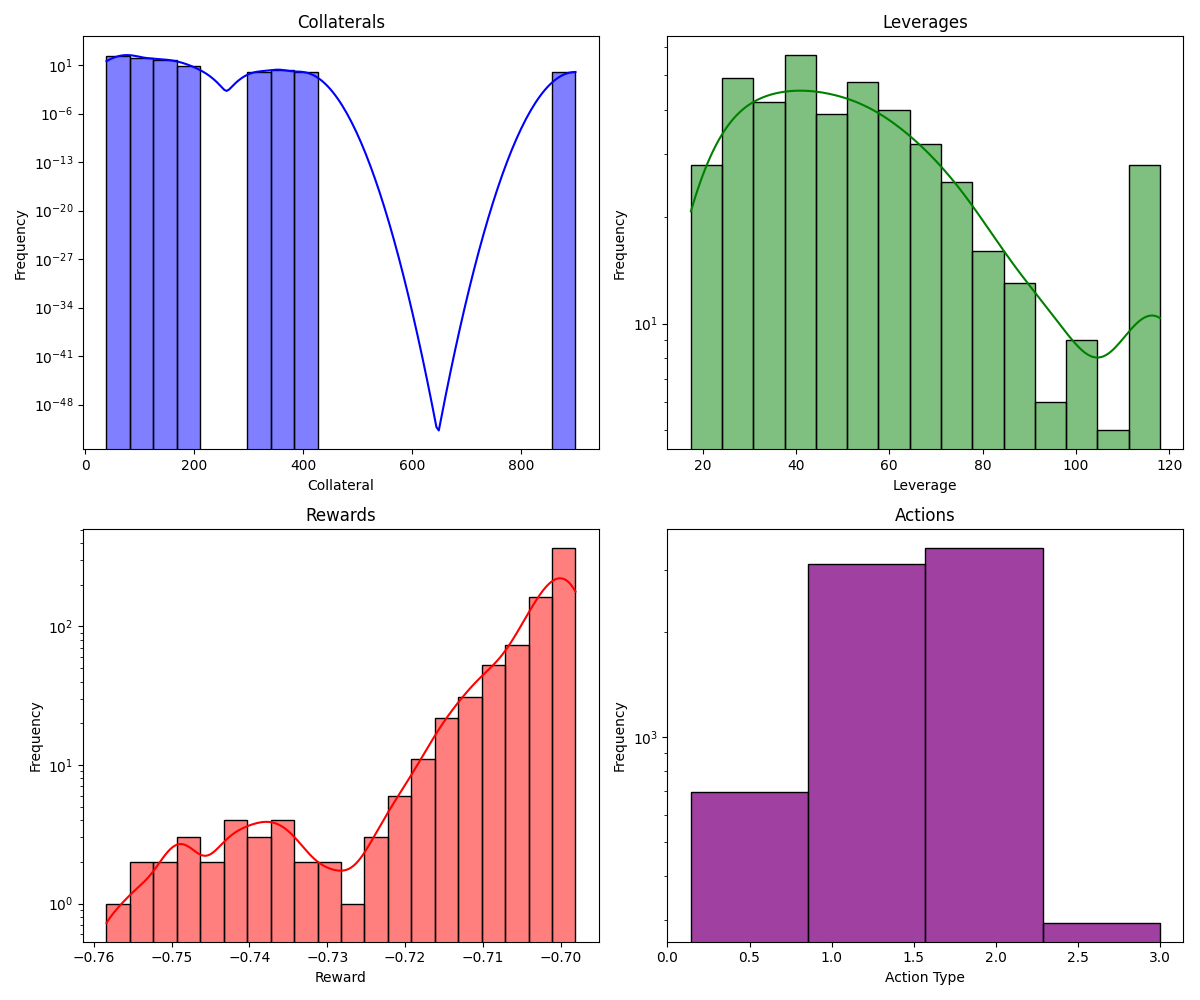 Collaterals
Frequency
10^1
10^-6
10^-13
10^-20
10^-27
10^-34
10^-41
10^-48
0 200 400 600 800
Collateral
Leverages
Frequency
10^1
20 40 60 80 100 120
Leverage
Rewards
Frequency
10^2
10^1
10^0
−0.76 −0.75 −0.74 −0.73 −0.72 −0.71 −0.70
Reward
Actions
Frequency
10^3
0.0 0.5 1.0 1.5 2.0 2.5 3.0
Action Type